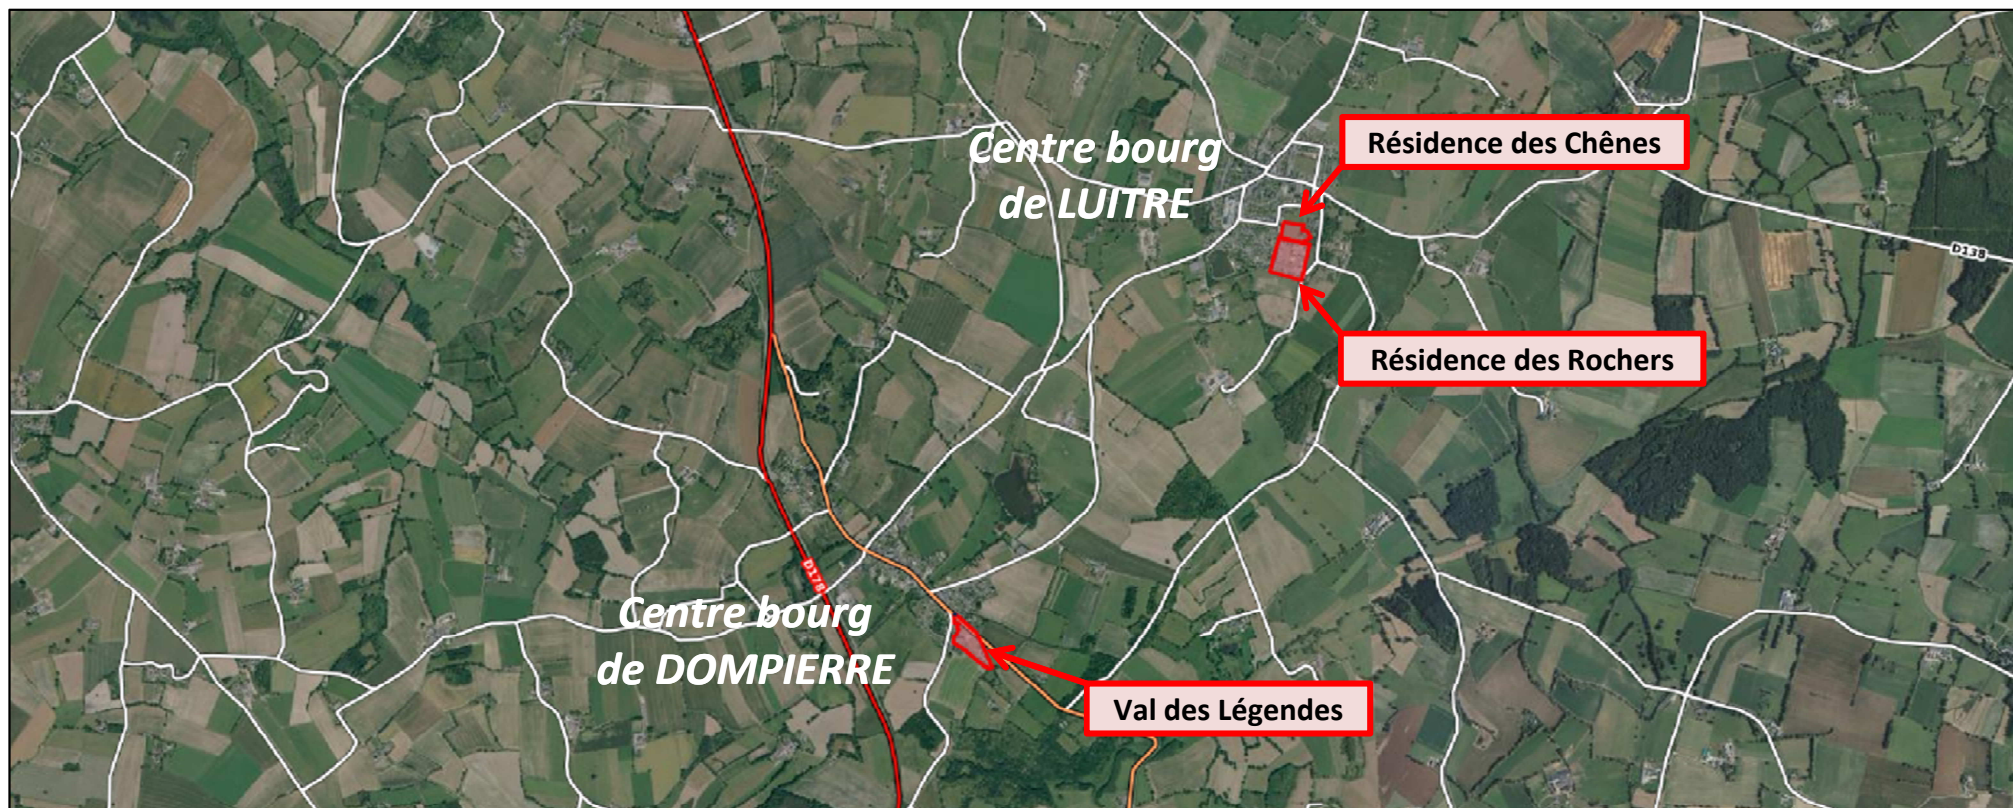 Centre bourg
de LUITRE
Résidence des Chênes
D138
Résidence des Rochers
D178
Centre bourg
de DOMPIERRE
Val des Légendes